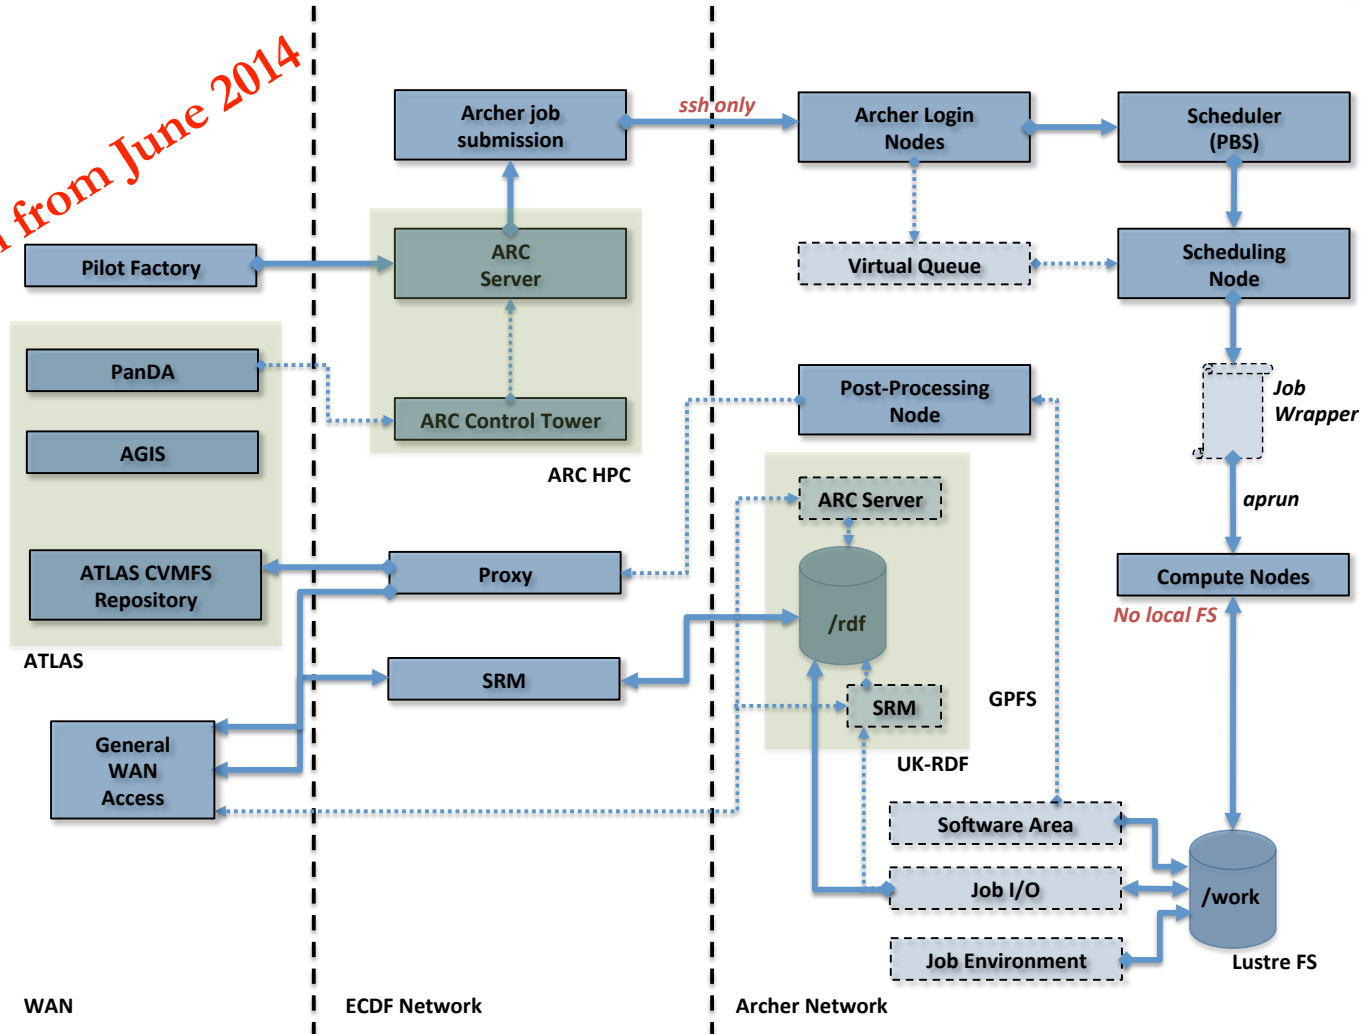 from June 2014
Archer job
submission
ssh only
Archer Login
Nodes
Scheduler
(PBS)
Pilot Factory
ARC
Server
Virtual Queue
Scheduling
Node
PanDA
ARC Control Tower
AGIS
ARC HPC
Post-Processing
Node
Job
Wrapper
ARC Server
aprun
ATLAS CVMFS
Repository
Proxy
Compute Nodes
No local FS
/rdf
ATLAS
SRM
SRM
GPFS
UK-RDF
General
WAN
Access
Software Area
Job I/O
/work
Job Environment
Lustre FS
WAN
ECDF Network
Archer Network